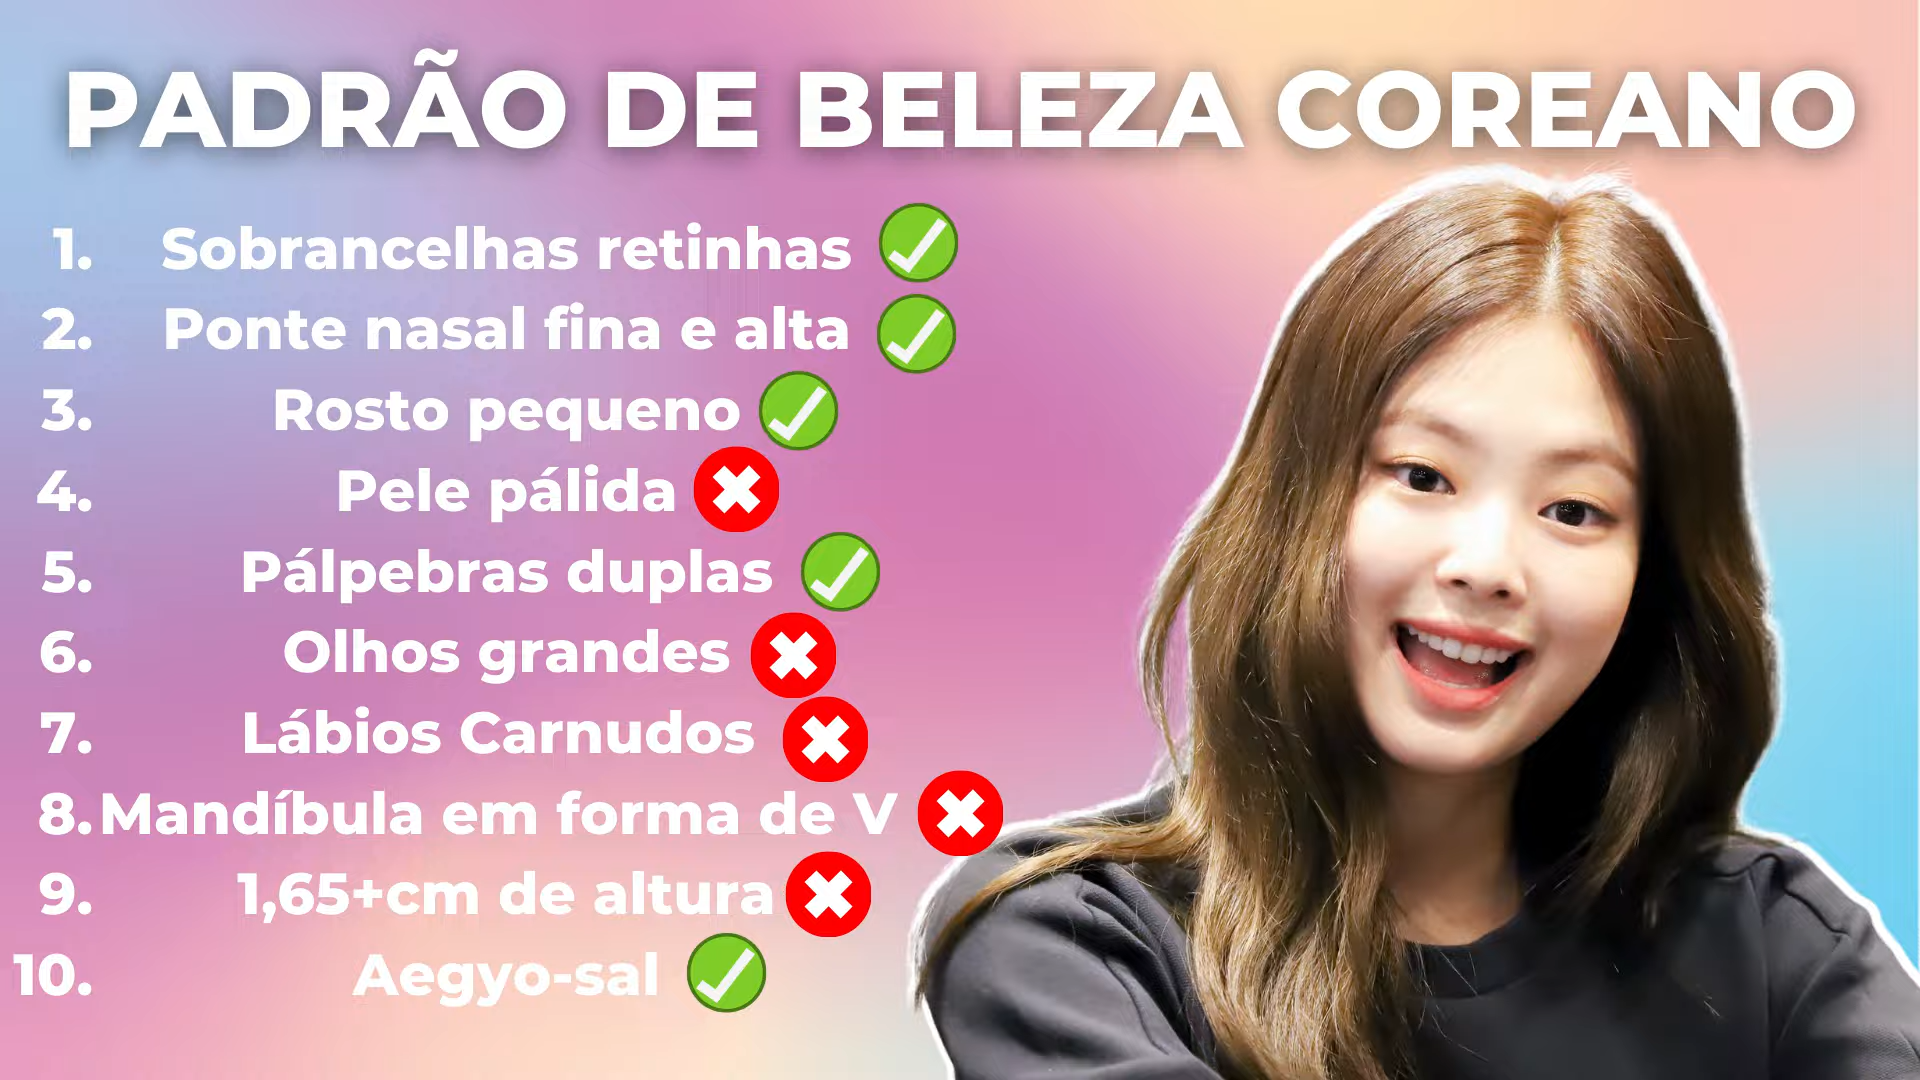 PADRÃO DE BELEZA COREANO
1. Sobrancelhas retinhas
2. Ponte nasal fina e alta
3. Rosto pequeno
4. Pele pálida
5. Pálpebras duplas
6. Olhos grandes
7. Lábios Carnudos
8. Mandíbula em forma de V
9. 1,65+cm de altura
10. Aegyo-sal